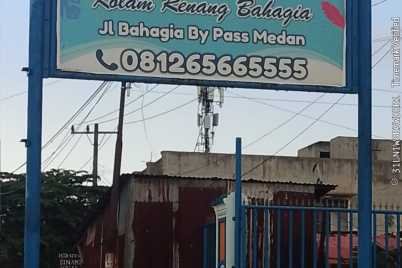 Kolam Renang Bahagia
Jl Bahagia By Pass Medan
081265665555